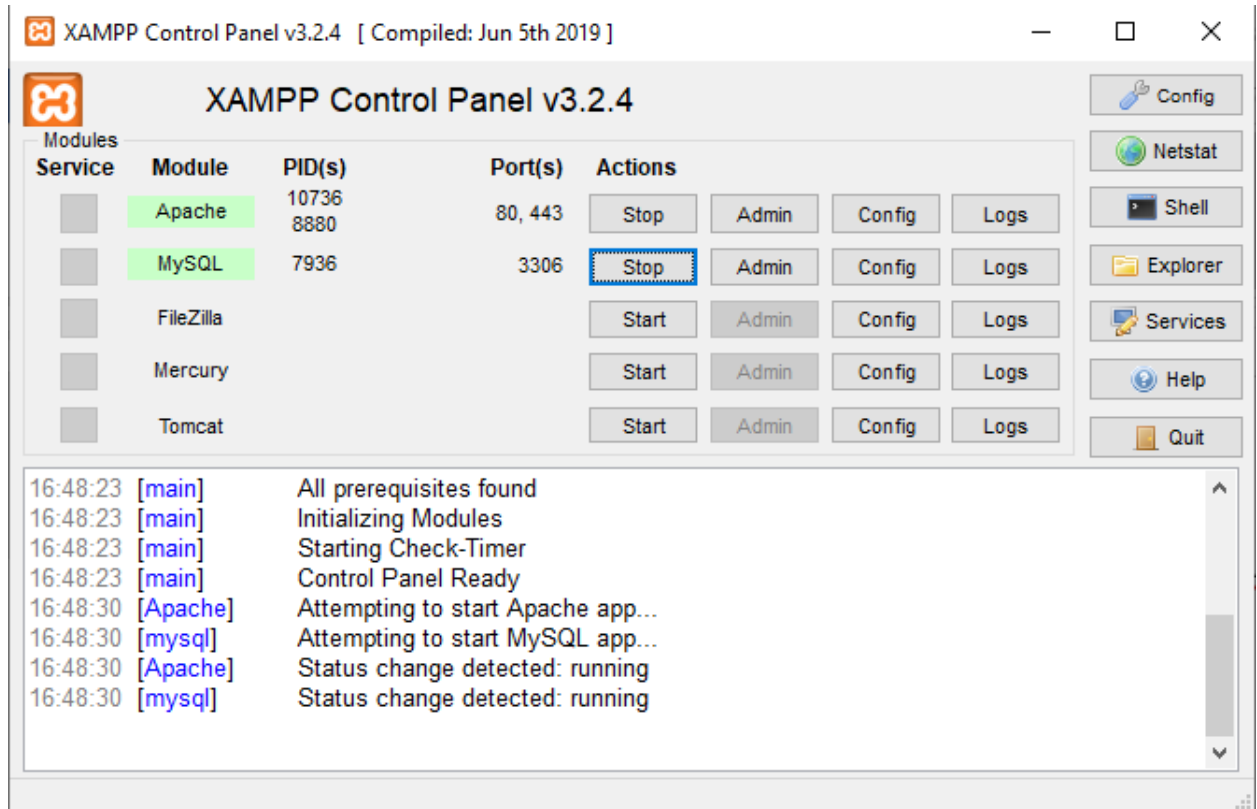 XAMPP Control Panel v3.2.4 [ Compiled: Jun 5th 2019 ]
XAMPP Control Panel v3.2.4
Config
Modules
Service Module PID(s) Port(s) Actions
Netstat
Apache 10736 8880 80, 443 Stop Admin Config Logs
Shell
MySQL 7936 3306 Stop Admin Config Logs
Explorer
FileZilla Start Admin Config Logs
Services
Mercury Start Admin Config Logs
Help
Tomcat Start Admin Config Logs
Quit
16:48:23 [main] All prerequisites found
16:48:23 [main] Initializing Modules
16:48:23 [main] Starting Check-Timer
16:48:23 [main] Control Panel Ready
16:48:30 [Apache] Attempting to start Apache app...
16:48:30 [mysql] Attempting to start MySQL app...
16:48:30 [Apache] Status change detected: running
16:48:30 [mysql] Status change detected: running